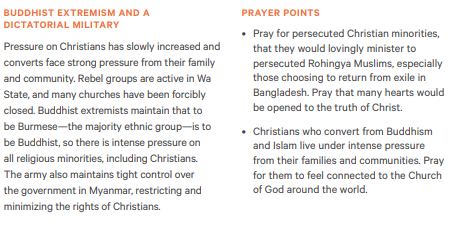 BUDDHIST EXTREMISM AND A
DICTATORIAL MILITARY
Pressure on Christians has slowly increased and
converts face strong pressure from their family
and community. Rebel groups are active in Wa
State, and many churches have been forcibly
closed. Buddhist extremists maintain that to
be Burmese—the majority ethnic group—is to
be Buddhist, so there is intense pressure on
all religious minorities, including Christians.
The army also maintains tight control over
the government in Myanmar, restricting and
minimizing the rights of Christians.
PRAYER POINTS
• Pray for persecuted Christian minorities,
that they would lovingly minister to
persecuted Rohingya Muslims, especially
those choosing to return from exile in
Bangladesh. Pray that many hearts would
be opened to the truth of Christ.
• Christians who convert from Buddhism
and Islam live under intense pressure
from their families and communities. Pray
for them to feel connected to the Church
of God around the world.